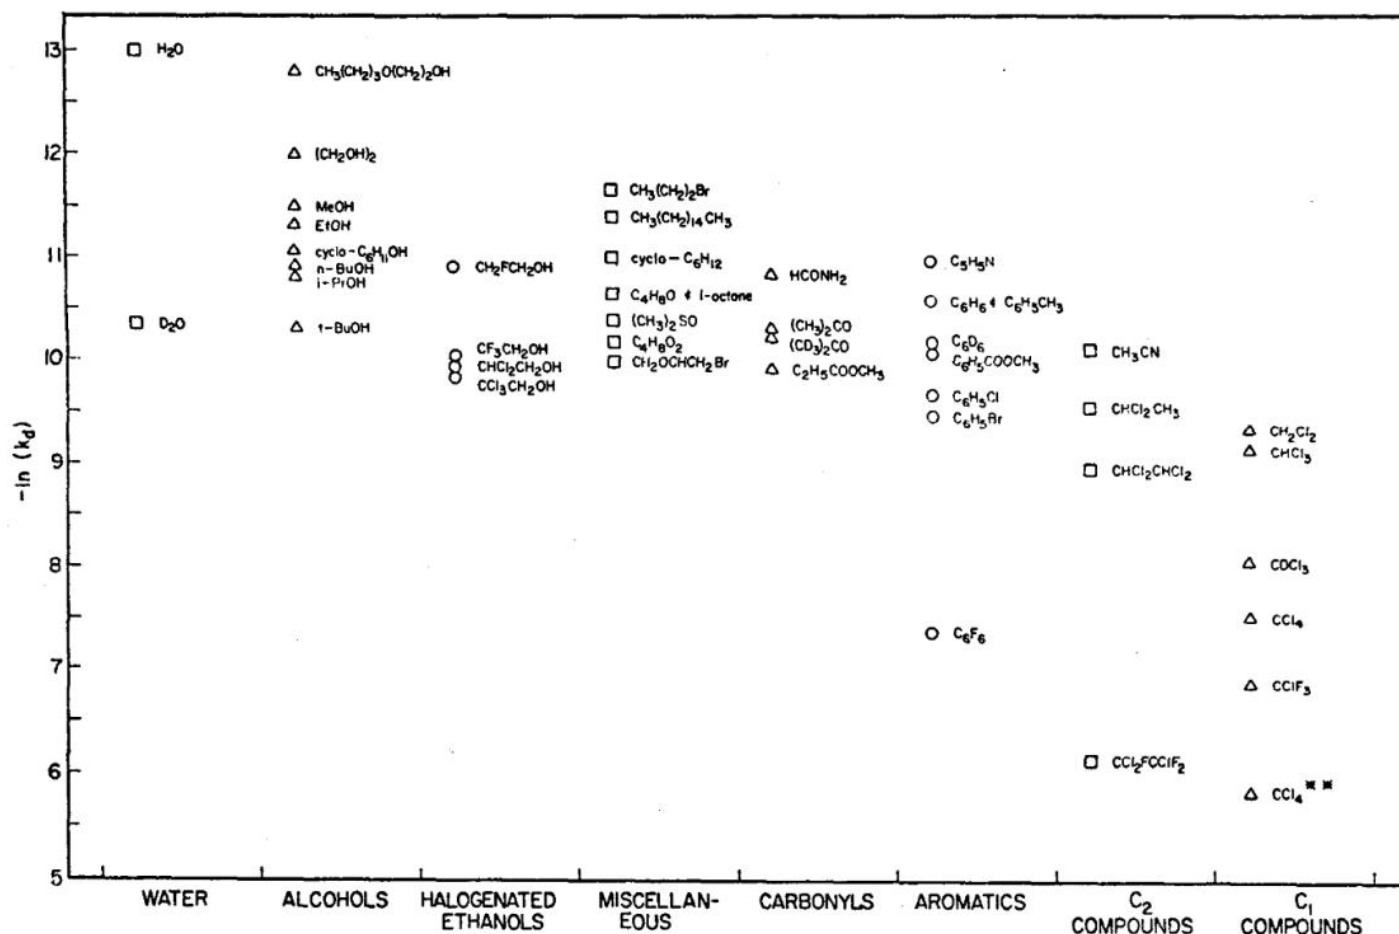 13
12
11
10
9
8
7
6
5
-ln (k_d)
H₂O
D₂O
CH₃(CH₂)₃O(CH₂)₂OH
(CH₂OH)₂
MeOH
EtOH
cyclo-C₆H₁₁OH
n-BuOH
i-PrOH
t-BuOH
CH₂FCH₂OH
CF₃CH₂OH
CHCl₂CH₂OH
CCl₃CH₂OH
CH₃(CH₂)₂Br
CH₃(CH₂)₁₄CH₃
cyclo-C₆H₁₂
C₄H₈O & 1-octane
(CH₃)₂SO
C₄H₈O₂
CH₂OCHCH₂Br
HCONH₂
(CH₃)₂CO
(CD₃)₂CO
C₂H₅COOCH₃
C₅H₅N
C₆H₆ & C₆H₅CH₃
C₆D₆
C₆H₅COOCH₃
C₆H₅Cl
C₆H₅Br
C₆F₆
CH₃CN
CHCl₂CH₃
CHCl₂CHCl₂
CCl₂FCClF₂
CH₂Cl₂
CHCl₃
CDCl₃
CCl₄
CClF₃
CCl₄**
WATER
ALCOHOLS
HALOGENATED
ETHANOLS
MISCELLAN-
EOUS
CARBONYLS
AROMATICS
C₂
COMPOUNDS
C₁
COMPOUNDS